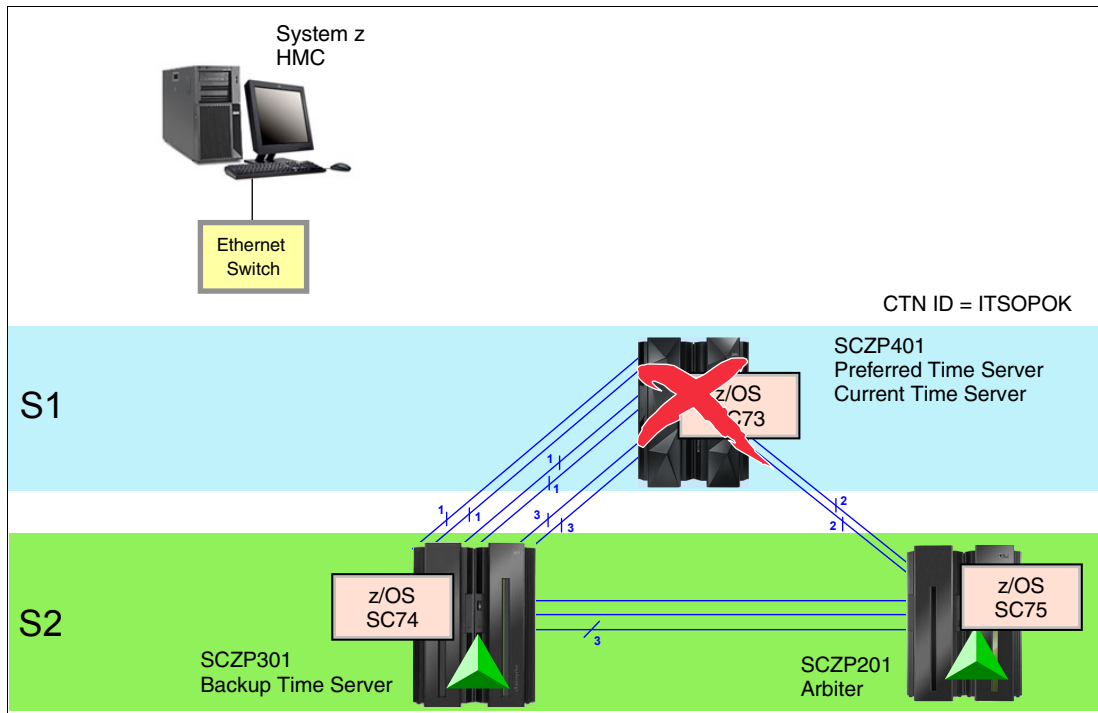 System z
HMC
Ethernet
Switch
CTN ID = ITSOPOK
S1
SCZP401
Preferred Time Server
Current Time Server
z/OS
1
1
1
1
3
3
2
2
S2
z/OS
SC74
z/OS
SC75
3
SCZP301
Backup Time Server
SCZP201
Arbiter